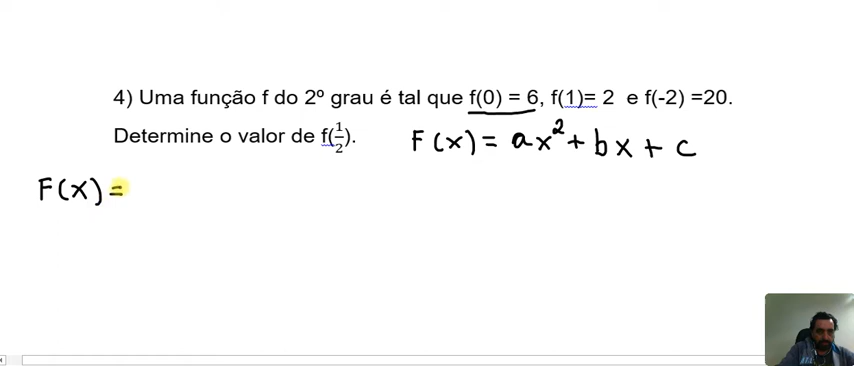 4) Uma função f do 2º grau é tal que f(0) = 6, f(1)= 2 e f(-2) =20.
Determine o valor de f(1/2).
F(x) = ax² + bx + c
F(x) =